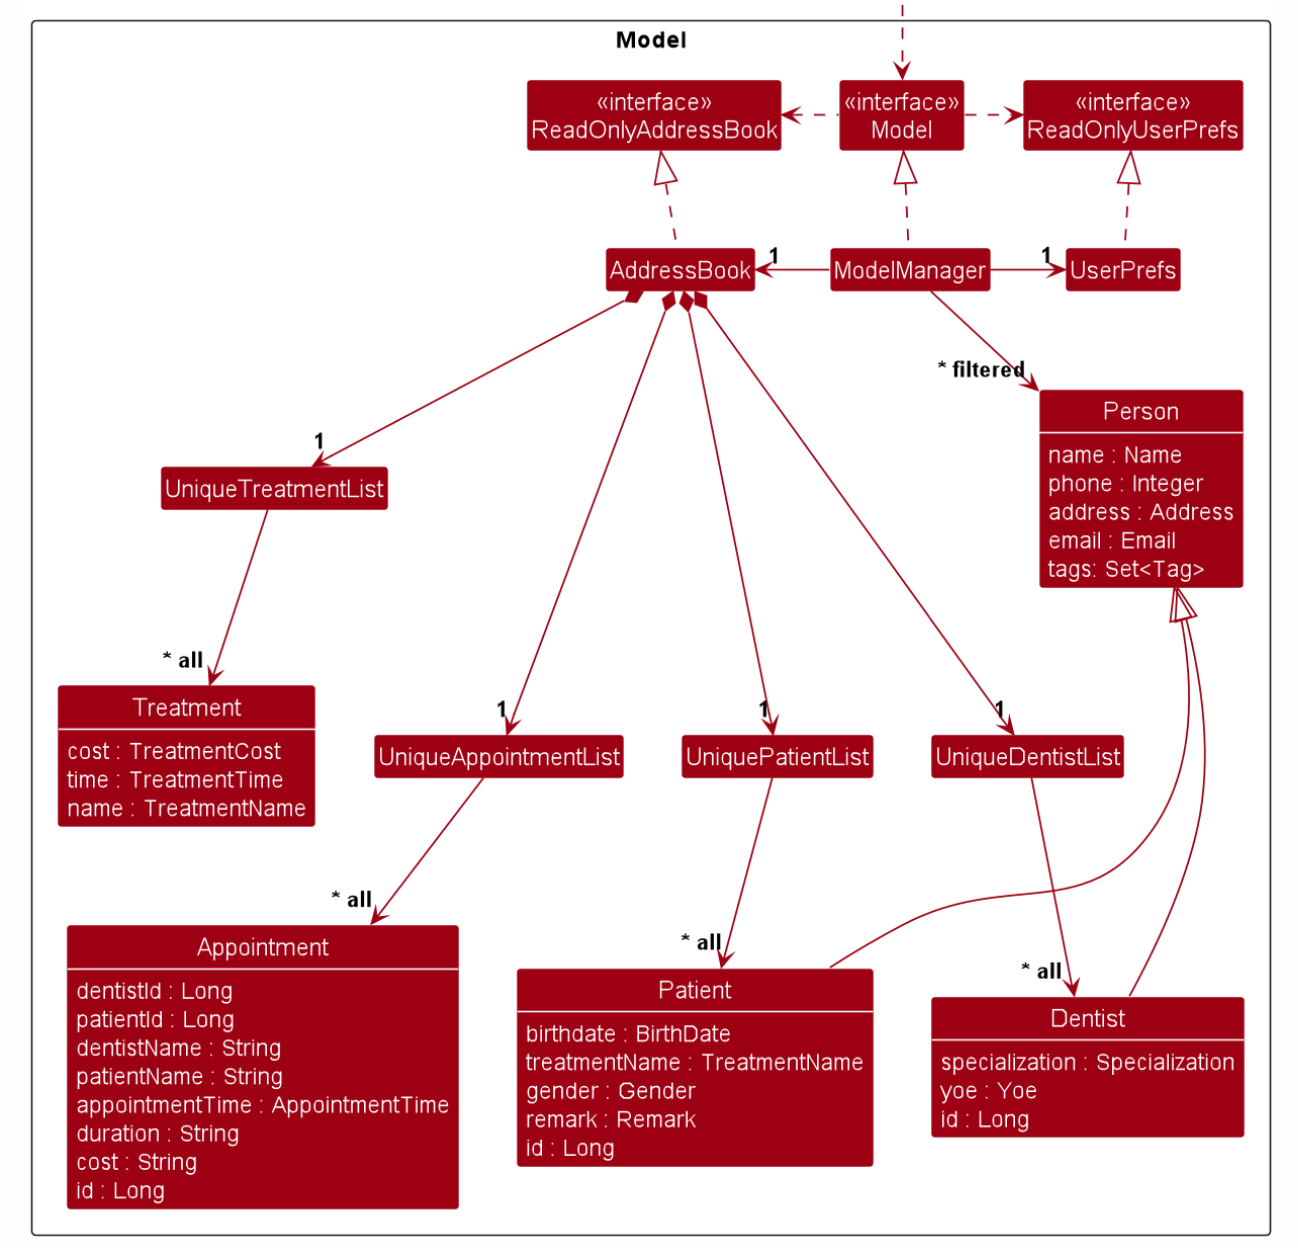 Model
«interface»
ReadOnlyAddressBook
«interface»
Model
«interface»
ReadOnlyUserPrefs
AddressBook
1
ModelManager
1
UserPrefs
* filtered
Person
name : Name
phone : Integer
address : Address
email : Email
tags: Set<Tag>
1
UniqueTreatmentList
* all
Treatment
cost : TreatmentCost
time : TreatmentTime
name : TreatmentName
1
UniqueAppointmentList
1
UniquePatientList
1
UniqueDentistList
* all
Appointment
dentistId : Long
patientId : Long
dentistName : String
patientName : String
appointmentTime : AppointmentTime
duration : String
cost : String
id : Long
* all
Patient
birthdate : BirthDate
treatmentName : TreatmentName
gender : Gender
remark : Remark
id : Long
* all
Dentist
specialization : Specialization
yoe : Yoe
id : Long